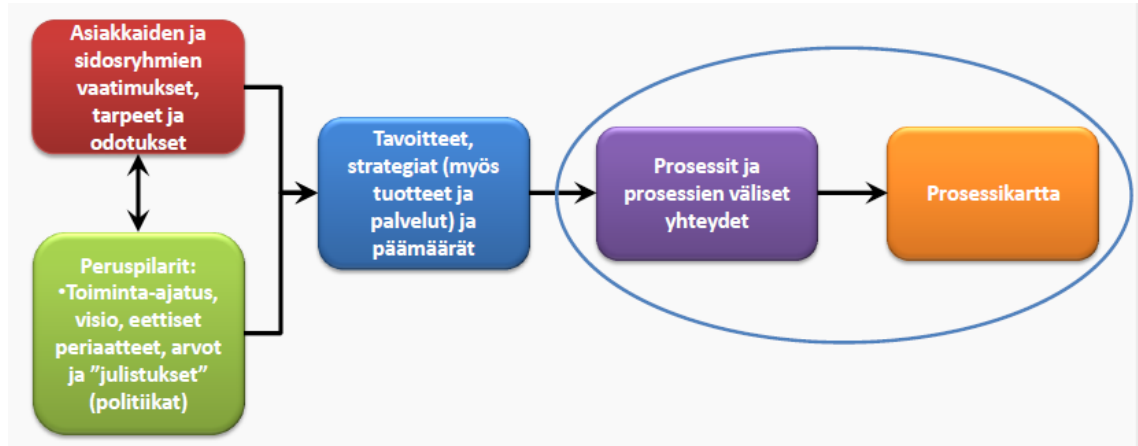 Asiakkaiden ja
sidosryhmien
vaatimukset,
tarpeet ja
odotukset
Peruspilarit:
•Toiminta-ajatus,
visio, eettiset
periaatteet, arvot
ja ”julistukset”
(politiikat)
Tavoitteet,
strategiat (myös
tuotteet ja
palvelut) ja
päämäärät
Prosessit ja
prosessien väliset
yhteydet
Prosessikartta